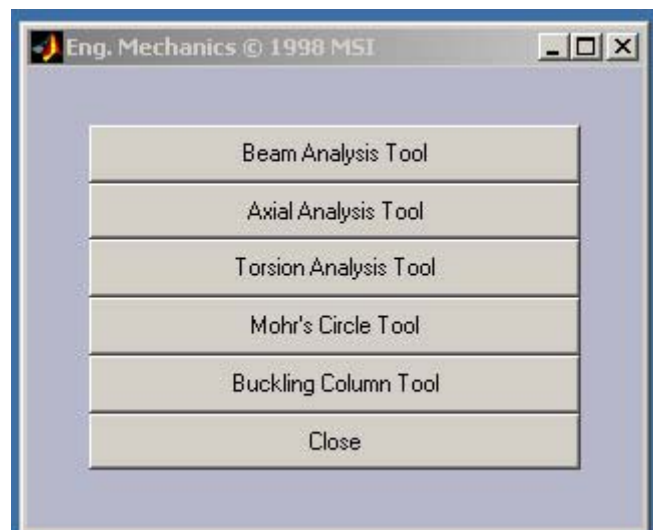 Eng. Mechanics © 1998 MSI
Beam Analysis Tool
Axial Analysis Tool
Torsion Analysis Tool
Mohr's Circle Tool
Buckling Column Tool
Close